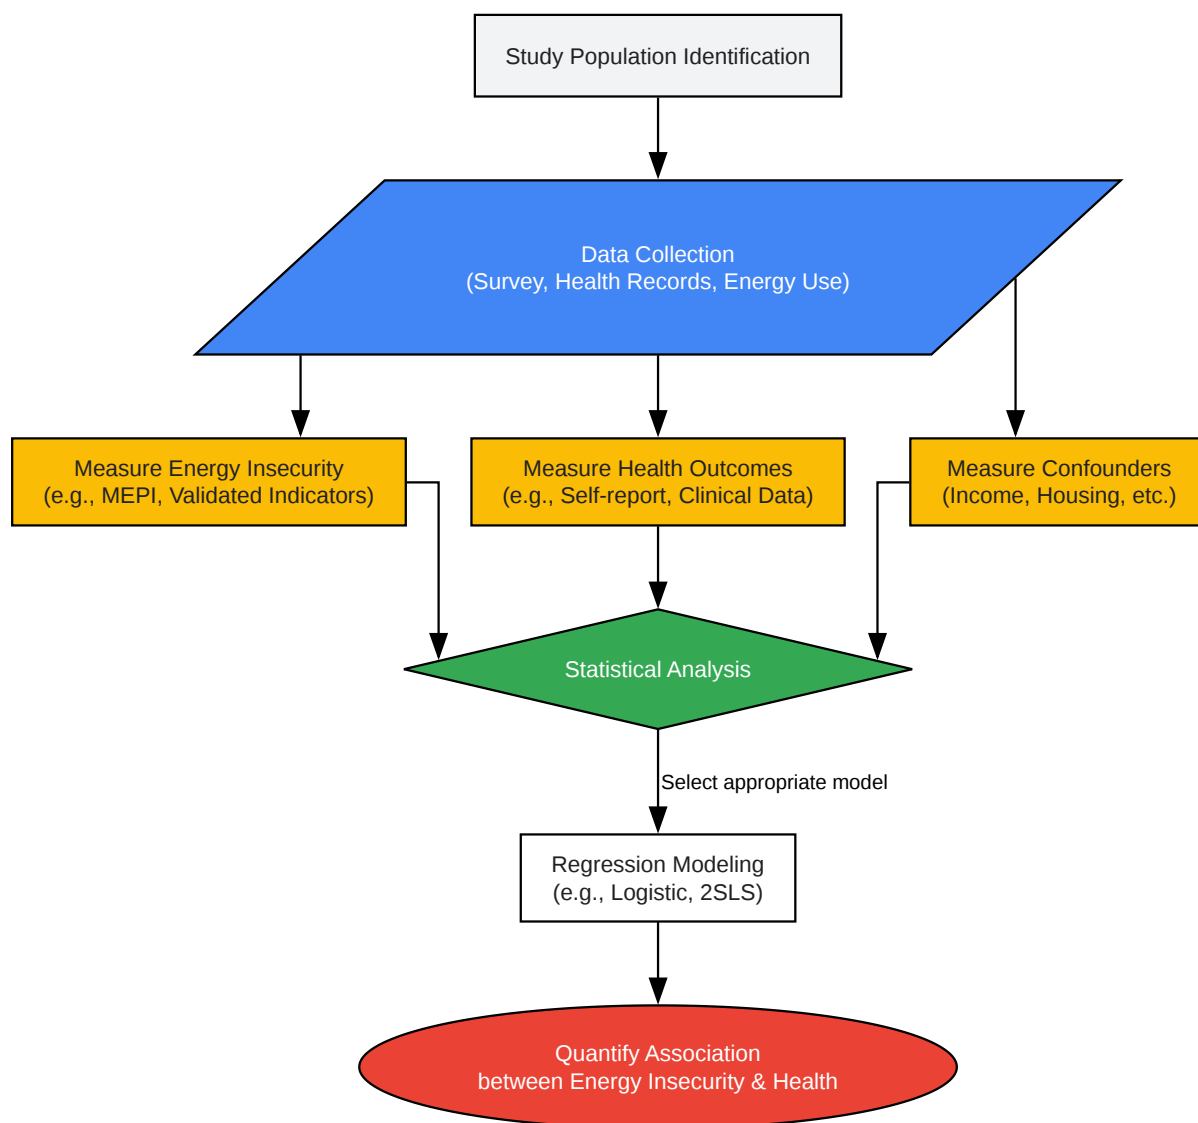 Study Population Identification
Data Collection
(Survey, Health Records, Energy Use)
Measure Energy Insecurity
(e.g., MEPI, Validated Indicators)
Measure Health Outcomes
(e.g., Self-report, Clinical Data)
Measure Confounders
(Income, Housing, etc.)
Statistical Analysis
Select appropriate model
Regression Modeling
(e.g., Logistic, 2SLS)
Quantify Association
between Energy Insecurity & Health